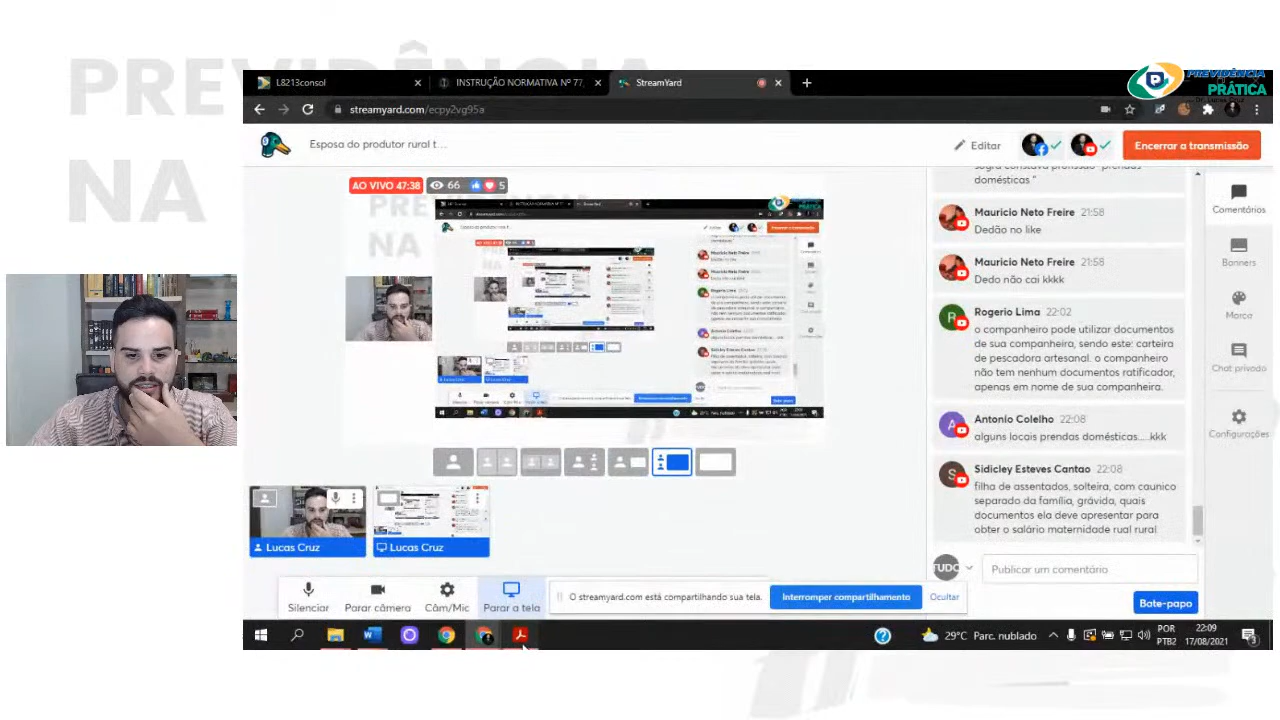 PREVIDÊNCIA
NA
L8213consol
INSTRUÇÃO NORMATIVA Nº 77,
StreamYard
PREVIDÊNCIA
PRÁTICA
Dr. Lucas Cruz
streamyard.com/ecpy2vg95a
Esposa do produtor rural t...
Editar
Encerrar a transmissão
AO VIVO 47:38
66
5
sogra constava profissão "prendas
domésticas "
Mauricio Neto Freire 21:58
Dedão no like
Mauricio Neto Freire 21:58
Dedo não cai kkkk
Rogerio Lima 22:02
o companheiro pode utilizar documentos
de sua companheira, sendo este: carteira
de pescadora artesanal. o companheiro
não tem nenhum documentos ratificador,
apenas em nome de sua companheira.
Antonio Colelho 22:08
alguns locais prendas domésticas.....kkk
Sidicley Esteves Cantao 22:08
filha de assentados, solteira, com caunico
separado da família, grávida, quais
documentos ela deve apresentar para
obter o salário maternidade rual rural
Comentários
Banners
Marca
Chat privado
Configurações
Lucas Cruz
Lucas Cruz
TUDO
Publicar um comentário
Bate-papo
Silenciar
Parar câmera
Câm/Mic
Parar a tela
O streamyard.com está compartilhando sua tela.
Interromper compartilhamento
Ocultar
29°C Parc. nublado
POR
PTB2
22:09
17/08/2021
3